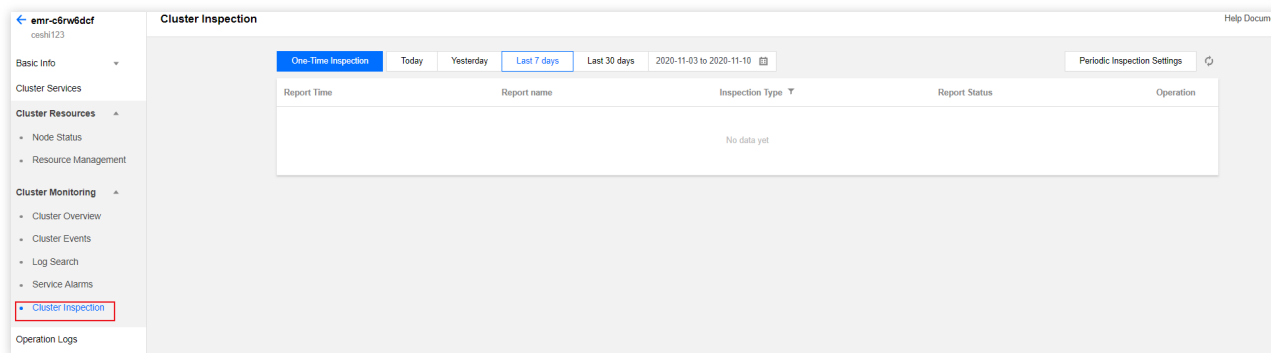 emr-c6rw6dcf
ceshi123
Basic Info
Cluster Services
Cluster Resources
Node Status
Resource Management
Cluster Monitoring
Cluster Overview
Cluster Events
Log Search
Service Alarms
Cluster Inspection
Operation Logs
Cluster Inspection
Help Docum
One-Time Inspection Today Yesterday Last 7 days Last 30 days 2020-11-03 to 2020-11-10 Periodic Inspection Settings
Report Time Report name Inspection Type Report Status Operation
No data yet